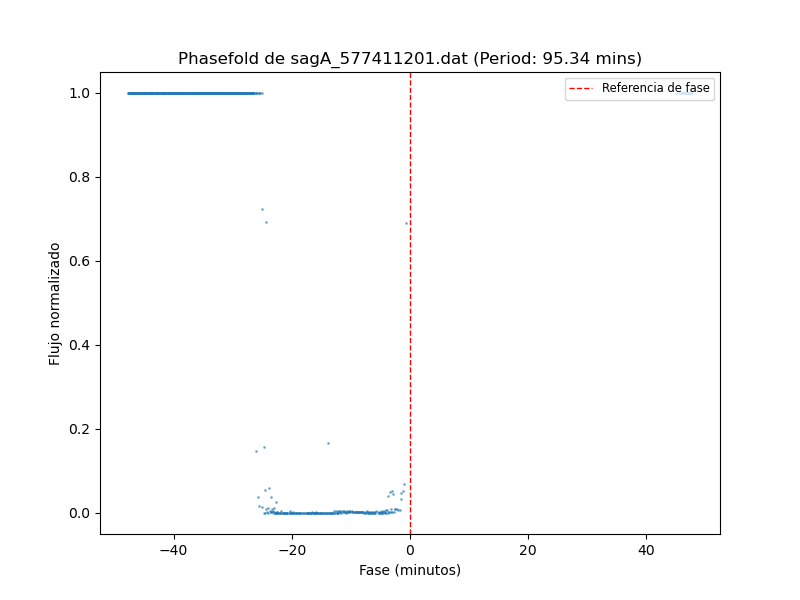 Phasefold de sagA_577411201.dat (Period: 95.34 mins)
Referencia de fase
Flujo normalizado
1.0
0.8
0.6
0.4
0.2
0.0
−40 −20 0 20 40
Fase (minutos)